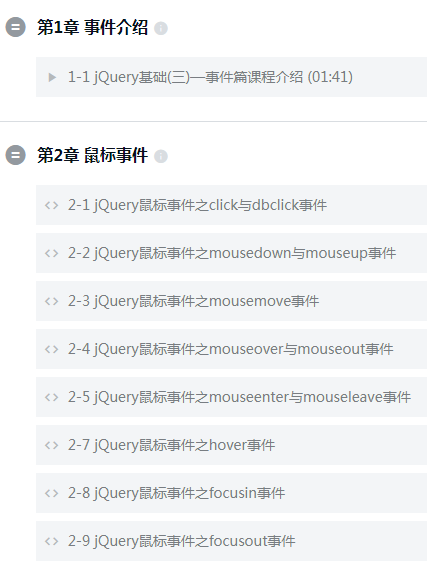 第1章 事件介绍
1-1 jQuery基础(三)—事件篇课程介绍 (01:41)
第2章 鼠标事件
2-1 jQuery鼠标事件之click与dbclick事件
2-2 jQuery鼠标事件之mousedown与mouseup事件
2-3 jQuery鼠标事件之mousemove事件
2-4 jQuery鼠标事件之mouseover与mouseout事件
2-5 jQuery鼠标事件之mouseenter与mouseleave事件
2-7 jQuery鼠标事件之hover事件
2-8 jQuery鼠标事件之focusin事件
2-9 jQuery鼠标事件之focusout事件